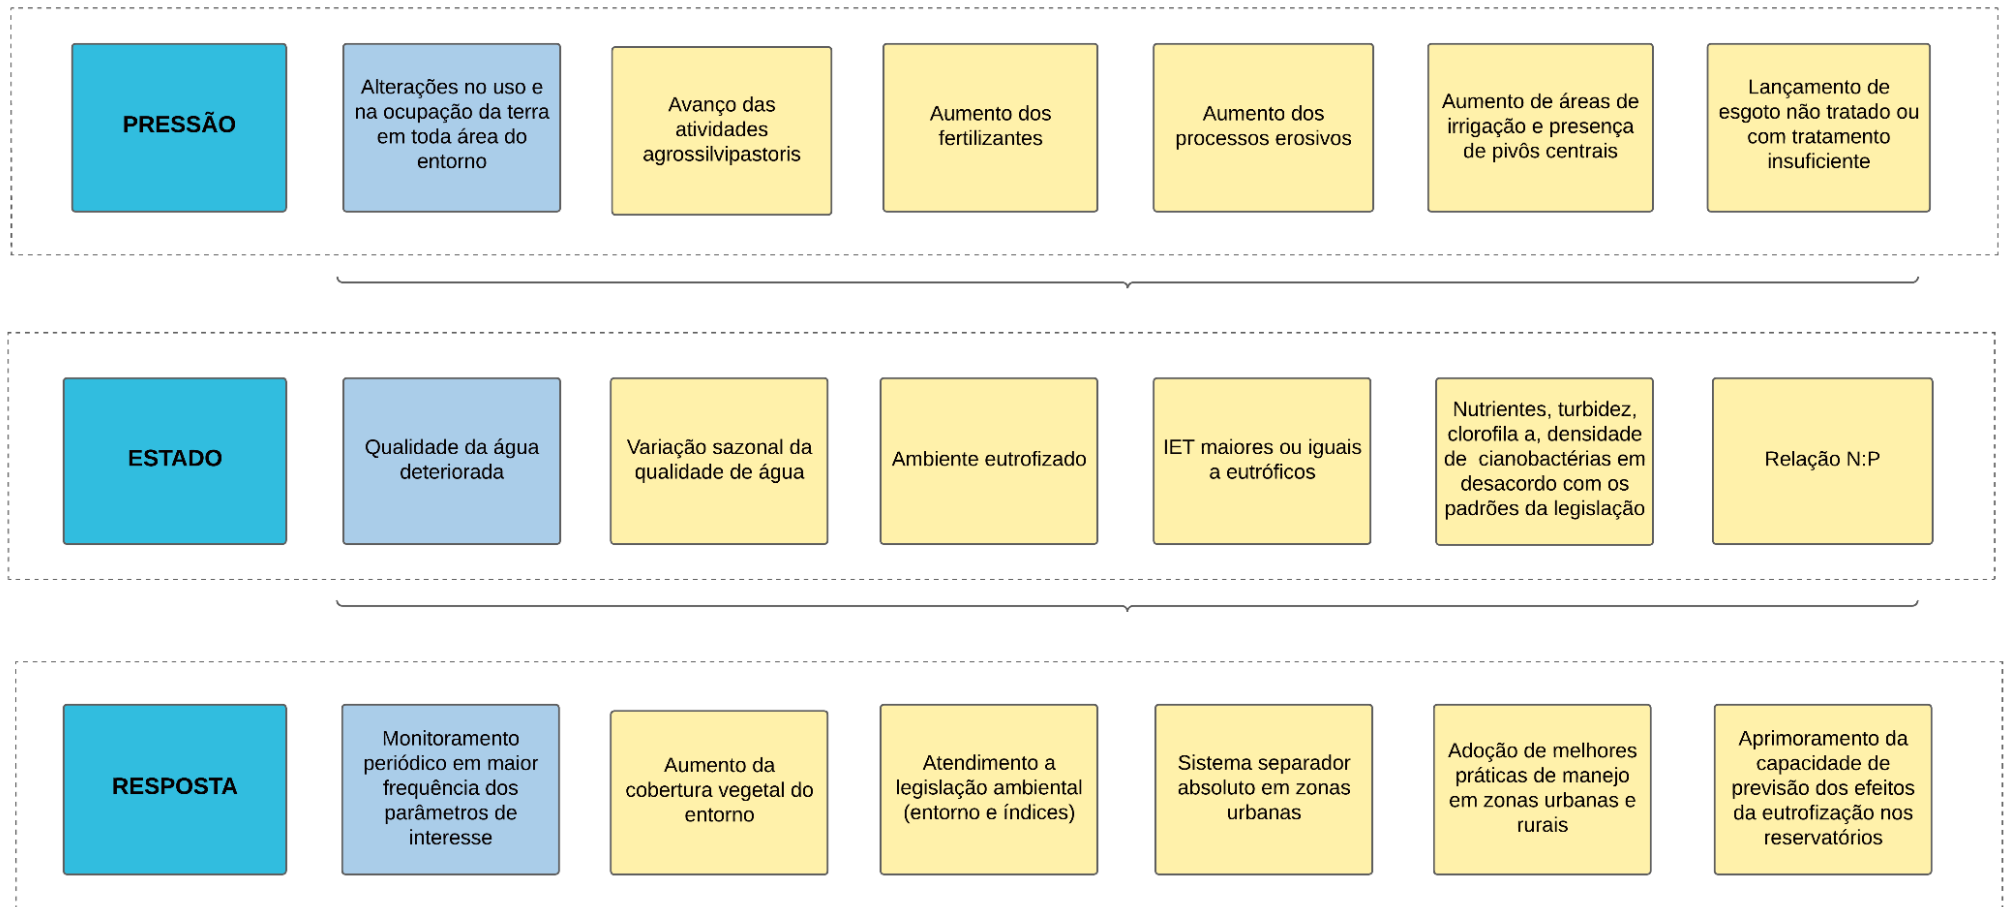 PRESSÃO
Alterações no uso e
na ocupação da terra
em toda área do
entorno
Avanço das
atividades
agrossilvipastoris
Aumento dos
fertilizantes
Aumento dos
processos erosivos
Aumento de áreas de
irrigação e presença
de pivôs centrais
Lançamento de
esgoto não tratado ou
com tratamento
insuficiente
ESTADO
Qualidade da água
deteriorada
Variação sazonal da
qualidade de água
Ambiente eutrofizado
IET maiores ou iguais
a eutróficos
Nutrientes, turbidez,
clorofila a, densidade
de cianobactérias em
desacordo com os
padrões da legislação
Relação N:P
RESPOSTA
Monitoramento
periódico em maior
frequência dos
parâmetros de
interesse
Aumento da
cobertura vegetal do
entorno
Atendimento a
legislação ambiental
(entorno e índices)
Sistema separador
absoluto em zonas
urbanas
Adoção de melhores
práticas de manejo
em zonas urbanas e
rurais
Aprimoramento da
capacidade de
previsão dos efeitos
da eutrofização nos
reservatórios